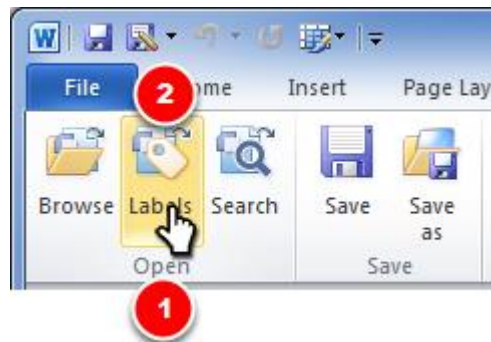 W
File 2 ome Insert Page Lay
Browse Labels Search Save Save as
Open Save
1